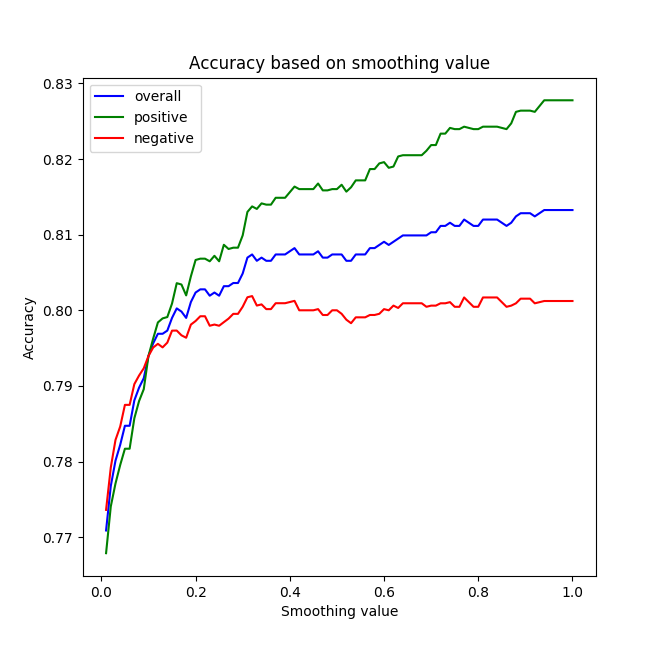 Accuracy based on smoothing value
overall
positive
negative
Accuracy
0.83
0.82
0.81
0.80
0.79
0.78
0.77
0.0 0.2 0.4 0.6 0.8 1.0
Smoothing value